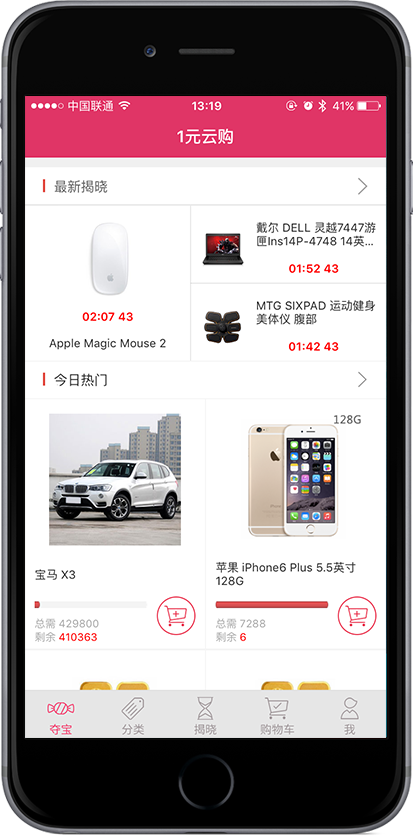 中国联通 13:19 41%
1元云购
最新揭晓
02:07 43
Apple Magic Mouse 2
戴尔 DELL 灵越7447游
匣Ins14P-4748 14英...
01:52 43
MTG SIXPAD 运动健身
美体仪 腹部
01:42 43
今日热门
宝马 X3
总需 429800
剩余 410363
128G
苹果 iPhone6 Plus 5.5英寸
128G
总需 7288
剩余 6
夺宝 分类 揭晓 购物车 我